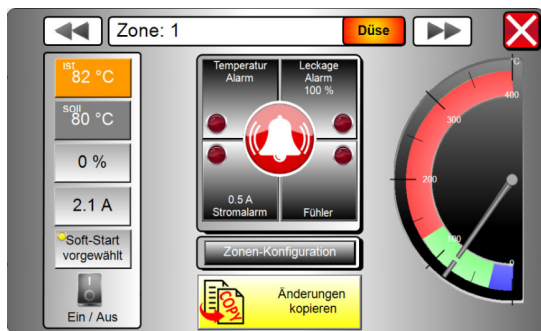 Zone: 1
Düse
ist
82 °C
soll
80 °C
0 %
2.1 A
Soft-Start
vorgewählt
Ein / Aus
Temperatur
Alarm
Leckage
Alarm
100 %
0.5 A
Stromalarm
Fühler
Zonen-Konfiguration
COPY
Änderungen
kopieren
°C
400
300
200
100
0